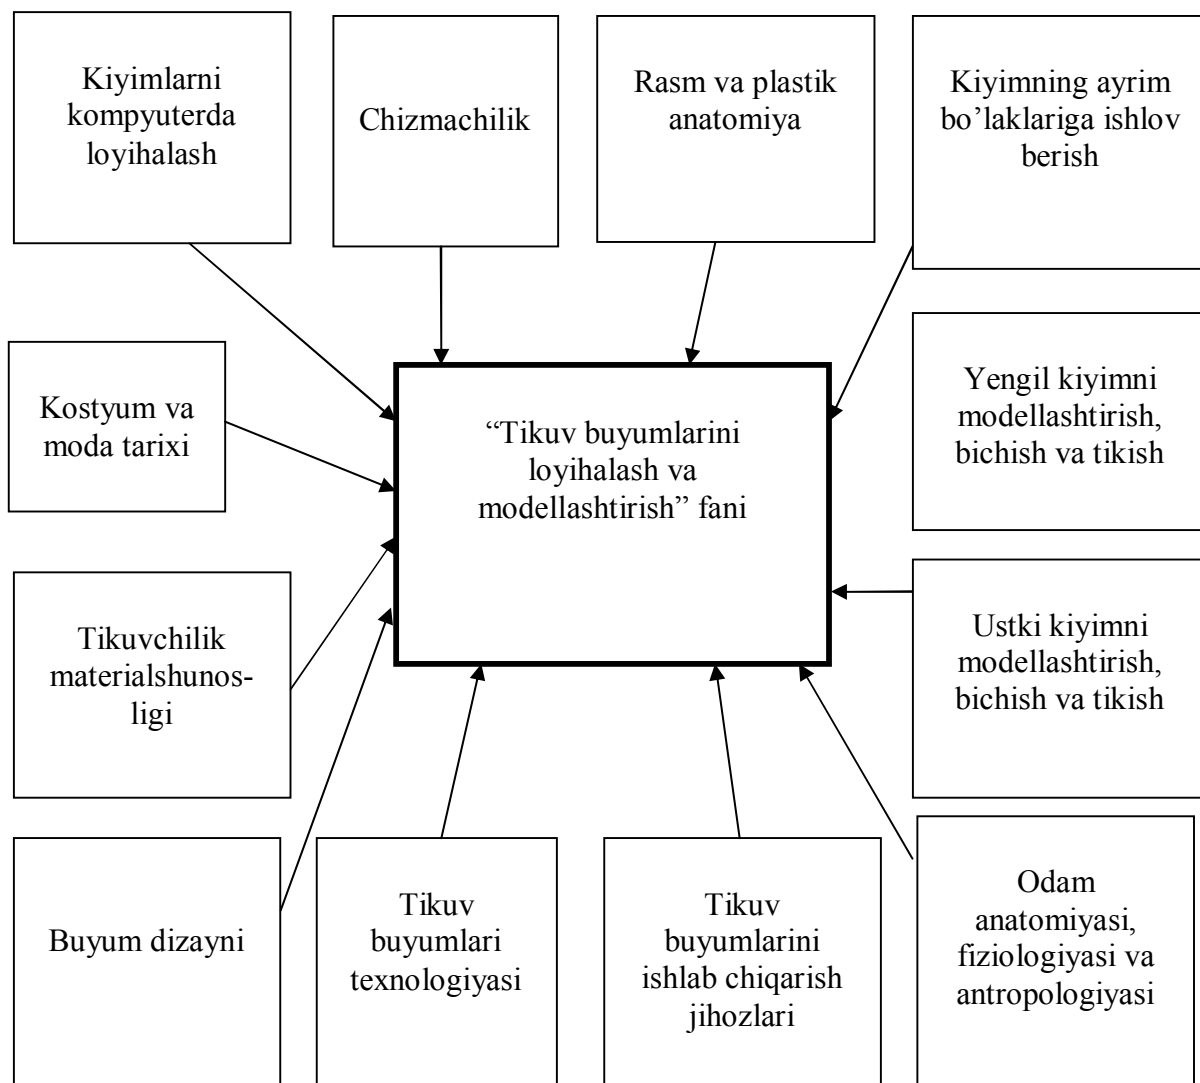 Kiyimlarni
kompyuterda
loyihalash
Chizmachilik
Rasm va plastik
anatomiya
Kiyimning ayrim
bo’laklariga ishlov
berish
Kostyum va
moda tarixi
“Tikuv buyumlarini
loyihalash va
modellashtirish” fani
Yengil kiyimni
modellashtirish,
bichish va tikish
Tikuvchilik
materialshunos-
ligi
Ustki kiyimni
modellashtirish,
bichish va tikish
Buyum dizayni
Tikuv
buyumlari
texnologiyasi
Tikuv
buyumlarini
ishlab chiqarish
jihozlari
Odam
anatomiyasi,
fiziologiyasi va
antropologiyasi